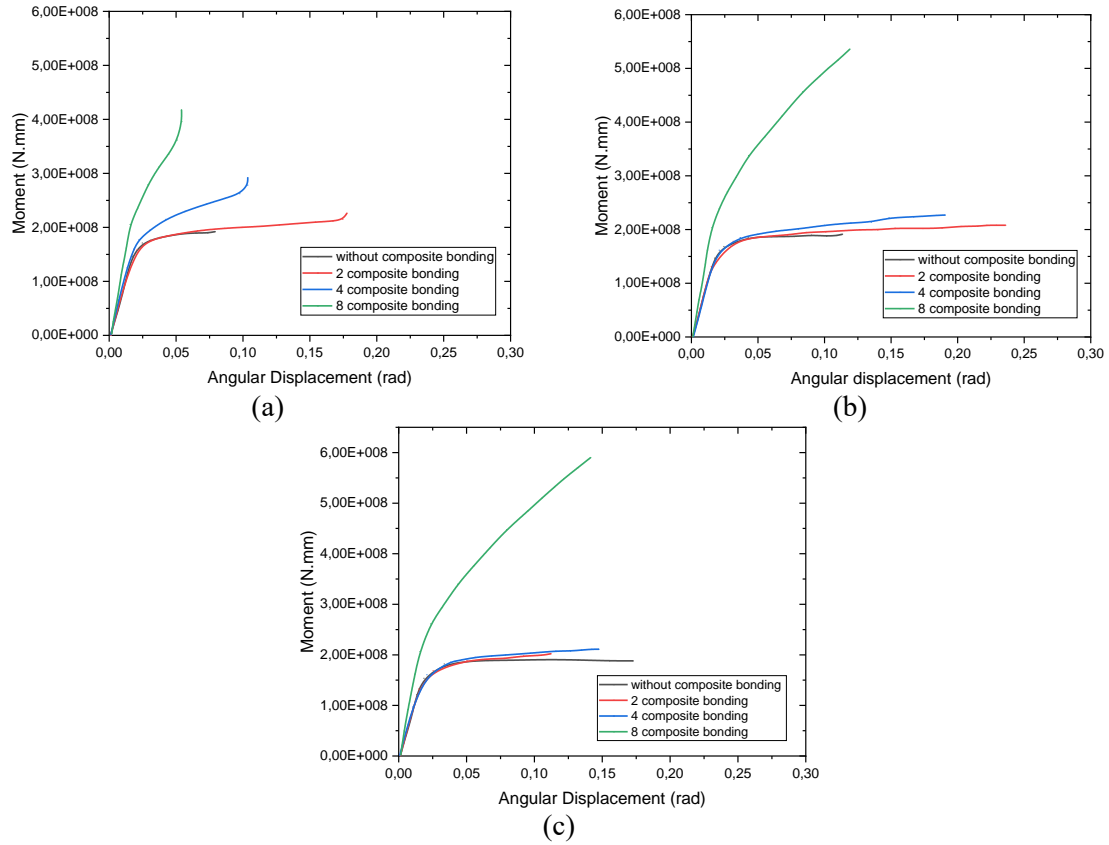 6,00E+008
5,00E+008
4,00E+008
3,00E+008
2,00E+008
1,00E+008
0,00E+000
Moment (N.mm)
without composite bonding
2 composite bonding
4 composite bonding
8 composite bonding
0,00 0,05 0,10 0,15 0,20 0,25 0,30
Angular Displacement (rad)
(a)
6,00E+008
5,00E+008
4,00E+008
3,00E+008
2,00E+008
1,00E+008
0,00E+000
Moment (N.mm)
without composite bonding
2 composite bonding
4 composite bonding
8 composite bonding
0,00 0,05 0,10 0,15 0,20 0,25 0,30
Angular displacement (rad)
(b)
6,00E+008
5,00E+008
4,00E+008
3,00E+008
2,00E+008
1,00E+008
0,00E+000
Moment (N.mm)
without composite bonding
2 composite bonding
4 composite bonding
8 composite bonding
0,00 0,05 0,10 0,15 0,20 0,25 0,30
Angular Displacement (rad)
(c)